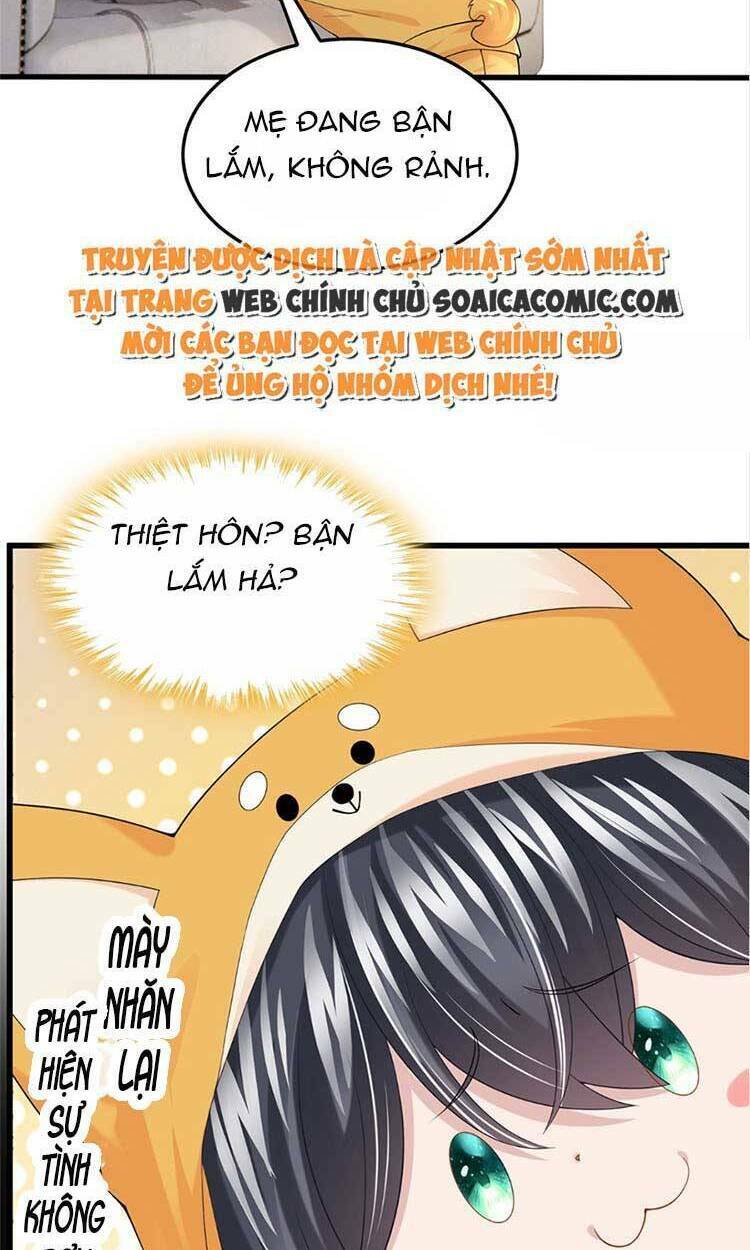 MẸ ĐANG BẬN
LẮM, KHÔNG RẢNH.
TRUYỆN ĐƯỢC DỊCH VÀ CẬP NHẬT SỚM NHẤT
TẠI TRANG WEB CHÍNH CHỦ SOAICACOMIC.COM
MỜI CÁC BẠN ĐỌC TẠI WEB CHÍNH CHỦ
ĐỂ ỦNG HỘ NHÓM DỊCH NHÉ!
THIỆT HÔN? BẬN
LẮM HẢ?
MÀY
NHĂN
LẠI
PHÁT
HIỆN
SỰ
TÌNH
KHÔNG